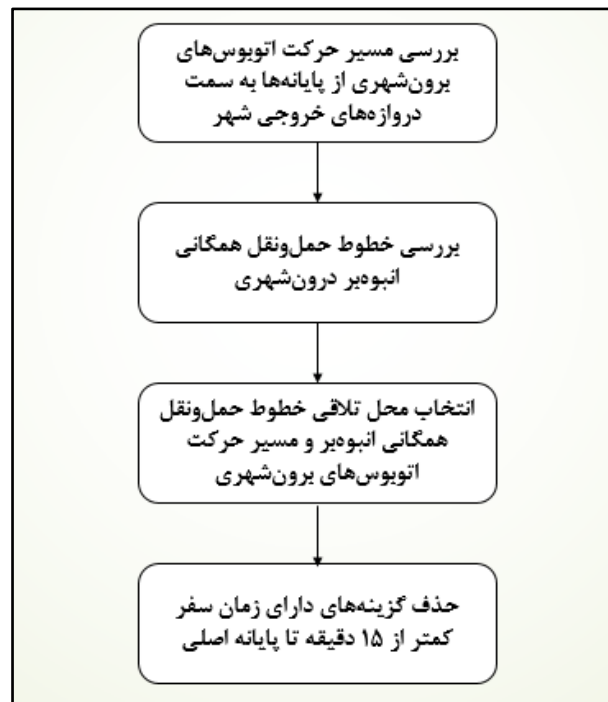 بررسی مسیر حرکت اتوبوس‌های
برون‌شهری از پایانه‌ها به سمت
دروازه‌های خروجی شهر
بررسی خطوط حمل‌ونقل همگانی
انبوه‌بر درون‌شهری
انتخاب محل تلاقی خطوط حمل‌ونقل
همگانی انبوه‌بر و مسیر حرکت
اتوبوس‌های برون‌شهری
حذف گزینه‌های دارای زمان سفر
کمتر از ۱۵ دقیقه تا پایانه اصلی